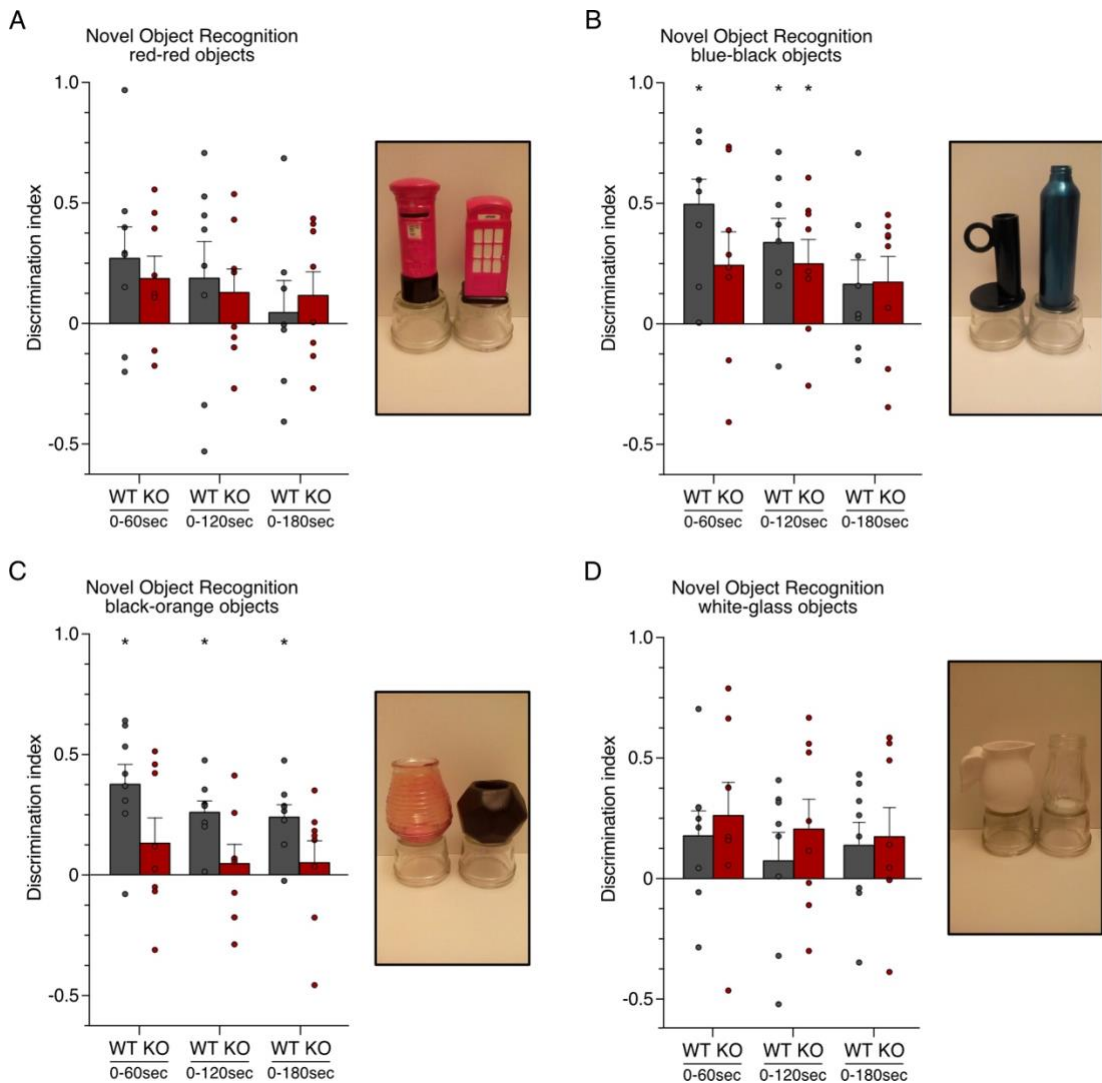 A
Novel Object Recognition
red-red objects
1.0
0.5
0
-0.5
Discrimination index
WT KO WT KO WT KO
0-60sec 0-120sec 0-180sec
B
Novel Object Recognition
blue-black objects
* * *
1.0
0.5
0
-0.5
Discrimination index
WT KO WT KO WT KO
0-60sec 0-120sec 0-180sec
C
Novel Object Recognition
black-orange objects
* * *
1.0
0.5
0
-0.5
Discrimination index
WT KO WT KO WT KO
0-60sec 0-120sec 0-180sec
D
Novel Object Recognition
white-glass objects
1.0
0.5
0
-0.5
Discrimination index
WT KO WT KO WT KO
0-60sec 0-120sec 0-180sec